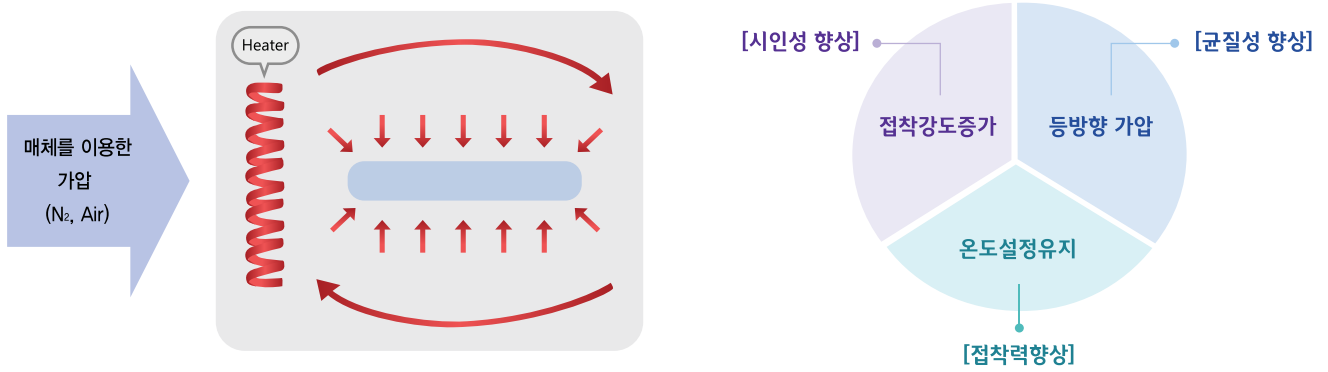 매체를 이용한
가압
(N₂, Air)
Heater
[시인성 향상]
[균질성 향상]
접착강도증가
등방향 가압
온도설정유지
[접착력향상]